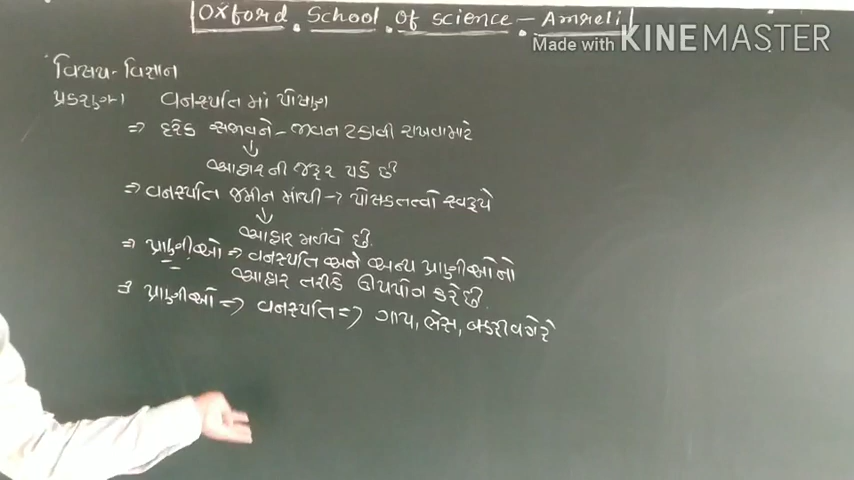 Oxford School Of science - Amreli
Made with KINEMASTER
વિષય - વિજ્ઞાન
પ્રકરણ-1 વનસ્પતિ માં પોષણ
⇒ દરેક સજીવને - જીવન ટકાવી રાખવા માટે
↓
આહાર ની જરૂર પડે છે
⇒ વનસ્પતિ જમીન માંથી → પોષકતત્વો સ્વરૂપે
↓
આહાર મળવે છે.
⇒ પ્રાણીઓ ⇒ વનસ્પતિ અને અન્ય પ્રાણીઓનો
આહાર તરીકે ઉપયોગ કરે છે.
⇒ પ્રાણીઓ ⇒ વનસ્પતિ ⇒ ગાય, ભેંસ, બકરી વગેરે